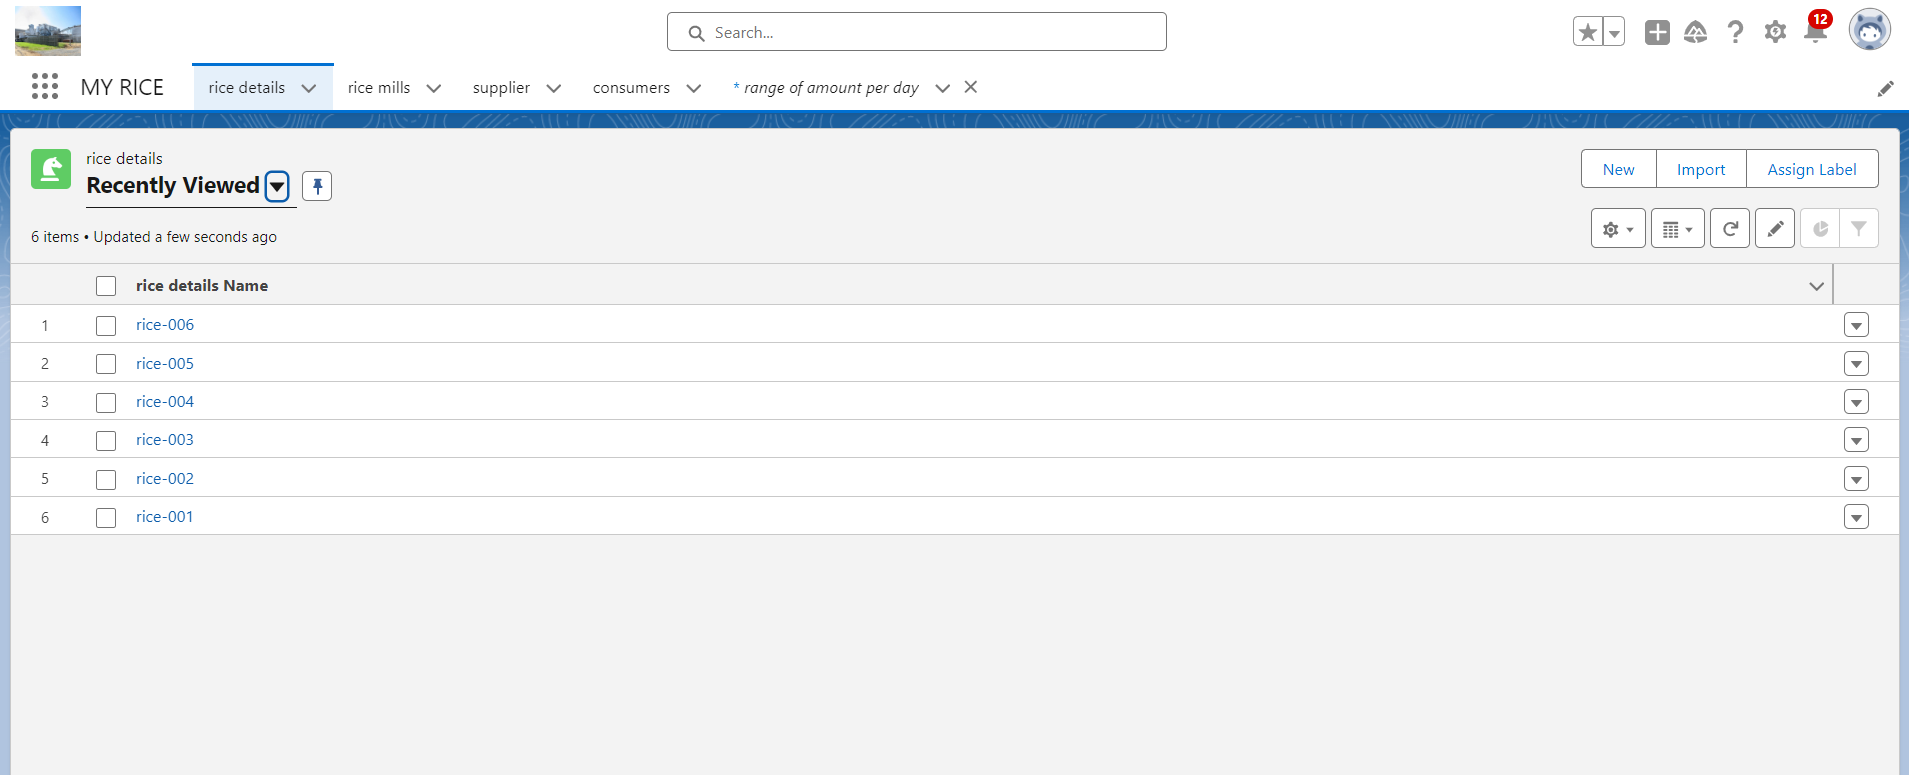 Search...
12
MY RICE
rice details
rice mills
supplier
consumers
* range of amount per day
rice details
Recently Viewed
New
Import
Assign Label
6 items • Updated a few seconds ago
rice details Name
1 rice-006
2 rice-005
3 rice-004
4 rice-003
5 rice-002
6 rice-001